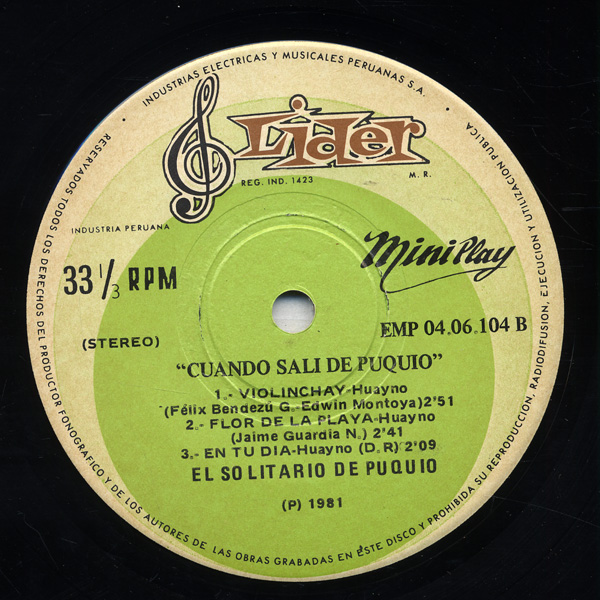 INDUSTRIAS ELECTRICAS Y MUSICALES PERUANAS S.A.
Lider
REG. IND. 1423
M. R.
INDUSTRIA PERUANA
MiniPlay
33 1/3 RPM
(STEREO)
EMP 04.06.104 B
"CUANDO SALI DE PUQUIO"
1.- VIOLINCHAY-Huayno
(Félix Bendezú G.-Edwin Montoya)2'51
2.- FLOR DE LA PLAYA-Huayno
(Jaime Guardia N.) 2'41
3.- EN TU DIA-Huayno (D. R) 2'09
EL SOLITARIO DE PUQUIO
(P) 1981
RESERVADOS TODOS LOS DERECHOS DEL PRODUCTOR FONOGRAFICO Y DE LOS AUTORES DE LAS OBRAS GRABADAS EN ESTE DISCO Y PROHIBIDA SU REPRODUCCION, RADIODIFUSION, EJECUCION Y UTILIZACION PUBLICA